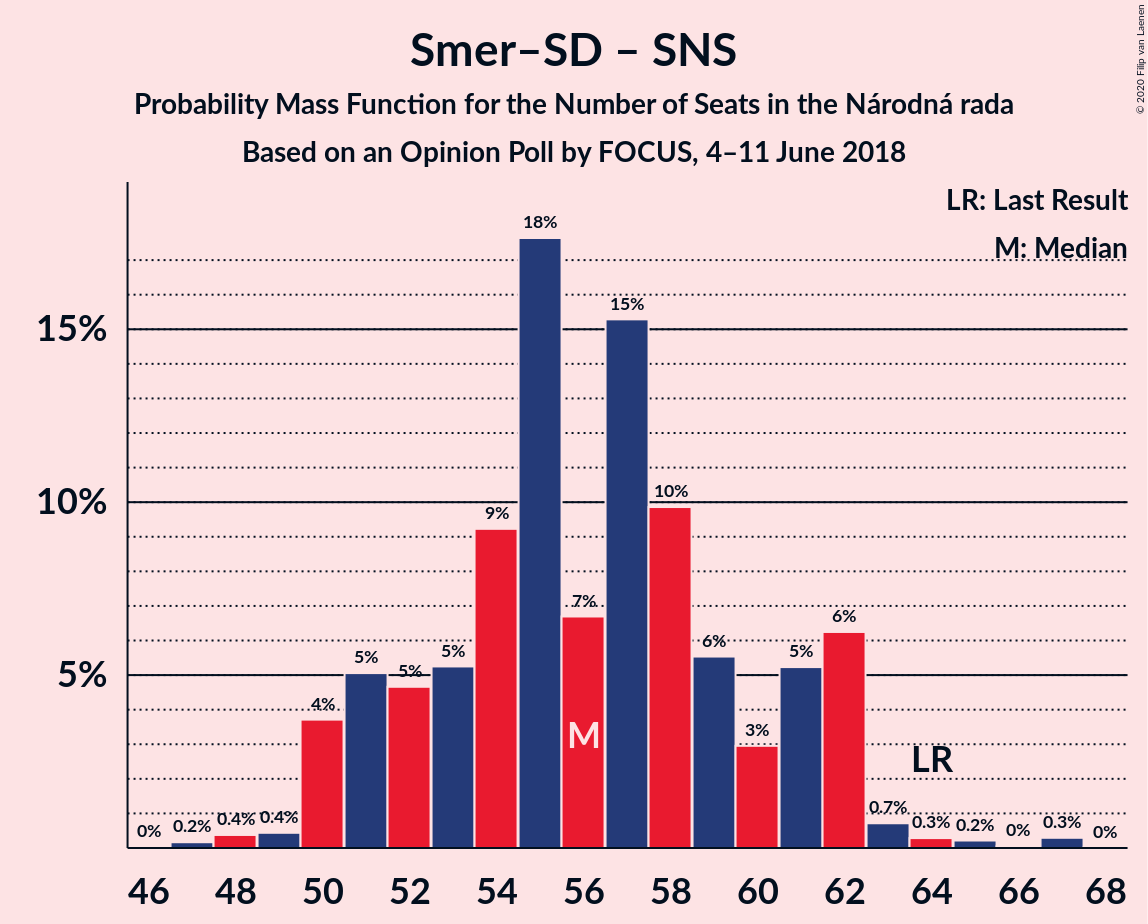 Smer–SD – SNS
Probability Mass Function for the Number of Seats in the Národná rada
Based on an Opinion Poll by FOCUS, 4–11 June 2018
© 2020 Filip van Laenen
LR: Last Result
M: Median
15%
10%
5%
0%
0.2%
0.4%
0.4%
4%
5%
5%
5%
9%
18%
7%
15%
10%
6%
3%
5%
6%
0.7%
0.3%
0.2%
0%
0.3%
0%
M
LR
46 48 50 52 54 56 58 60 62 64 66 68